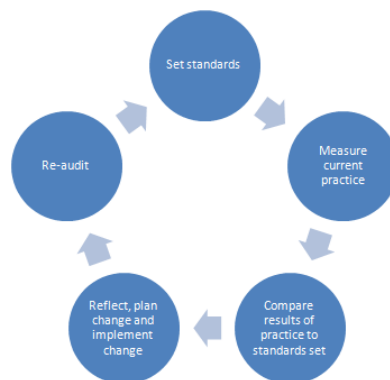 Set standards
Measure
current
practice
Compare
results of
practice to
standards set
Reflect, plan
change and
implement
change
Re-audit